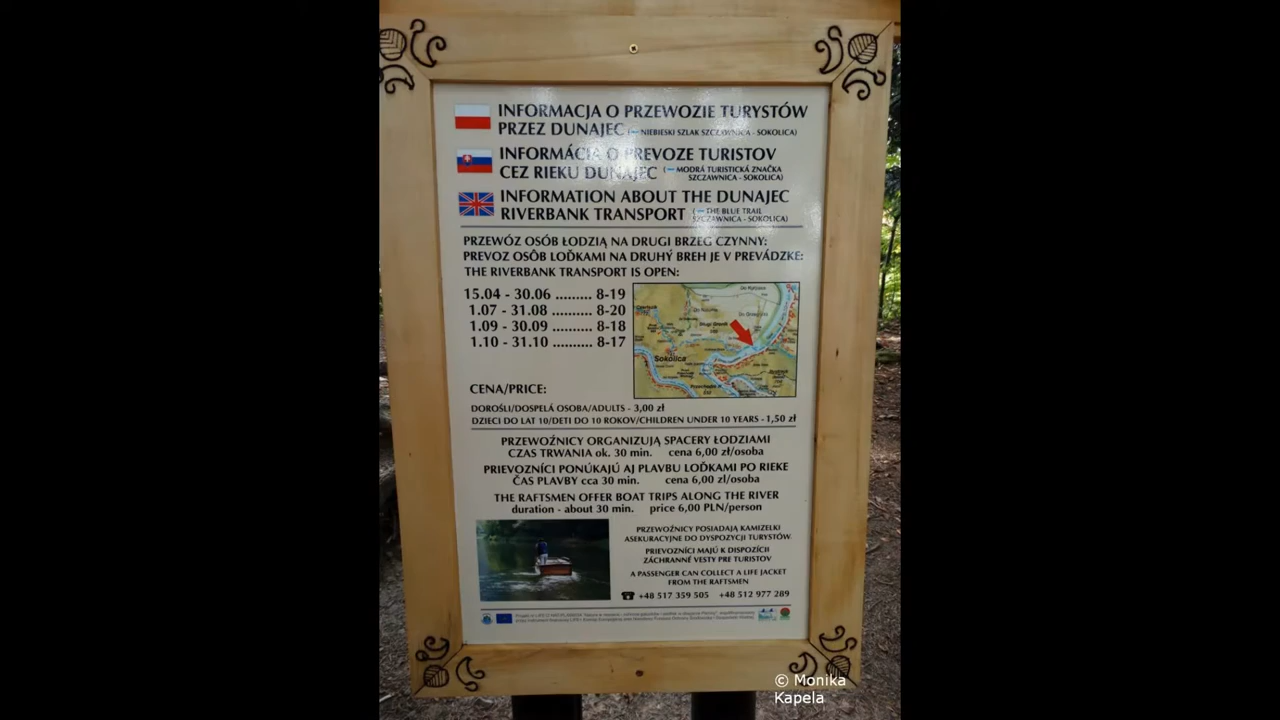 INFORMACJA O PRZEWOZIE TURYSTÓW
PRZEZ DUNAJEC (– NIEBIESKI SZLAK SZCZAWNICA - SOKOLICA)
INFORMÁCIA O PREVOZE TURISTOV
CEZ RIEKU DUNAJEC (– MODRÁ TURISTICKÁ ZNAČKA
SZCZAWNICA - SOKOLICA)
INFORMATION ABOUT THE DUNAJEC
RIVERBANK TRANSPORT (– THE BLUE TRAIL
SZCZAWNICA - SOKOLICA)
PRZEWÓZ OSÓB ŁODZIĄ NA DRUGI BRZEG CZYNNY:
PREVOZ OSÔB LOĎKAMI NA DRUHÝ BREH JE V PREVÁDZKE:
THE RIVERBANK TRANSPORT IS OPEN:
15.04 - 30.06 ......... 8-19
1.07 - 31.08 .......... 8-20
1.09 - 30.09 .......... 8-18
1.10 - 31.10 .......... 8-17
Sokolica
CENA/PRICE:
DOROŚLI/DOSPELÁ OSOBA/ADULTS - 3,00 zł
DZIECI DO LAT 10/DETI DO 10 ROKOV/CHILDREN UNDER 10 YEARS - 1,50 zł
PRZEWOŹNICY ORGANIZUJĄ SPACERY ŁODZIAMI
CZAS TRWANIA ok. 30 min. cena 6,00 zł/osoba
PRIEVOZNÍCI PONÚKAJÚ AJ PLAVBU LOĎKAMI PO RIEKE
ČAS PLAVBY cca 30 min. cena 6,00 zł/osoba
THE RAFTSMEN OFFER BOAT TRIPS ALONG THE RIVER
duration - about 30 min. price 6,00 PLN/person
PRZEWOŹNICY POSIADAJĄ KAMIZELKI
ASEKURACYJNE DO DYSPOZYCJI TURYSTÓW
PRIEVOZNÍCI MAJÚ K DISPOZÍCII
ZÁCHRANNÉ VESTY PRE TURISTOV
A PASSENGER CAN COLLECT A LIFE JACKET
FROM THE RAFTSMEN
☎ +48 517 359 505 +48 512 977 289
© Monika
Kapela